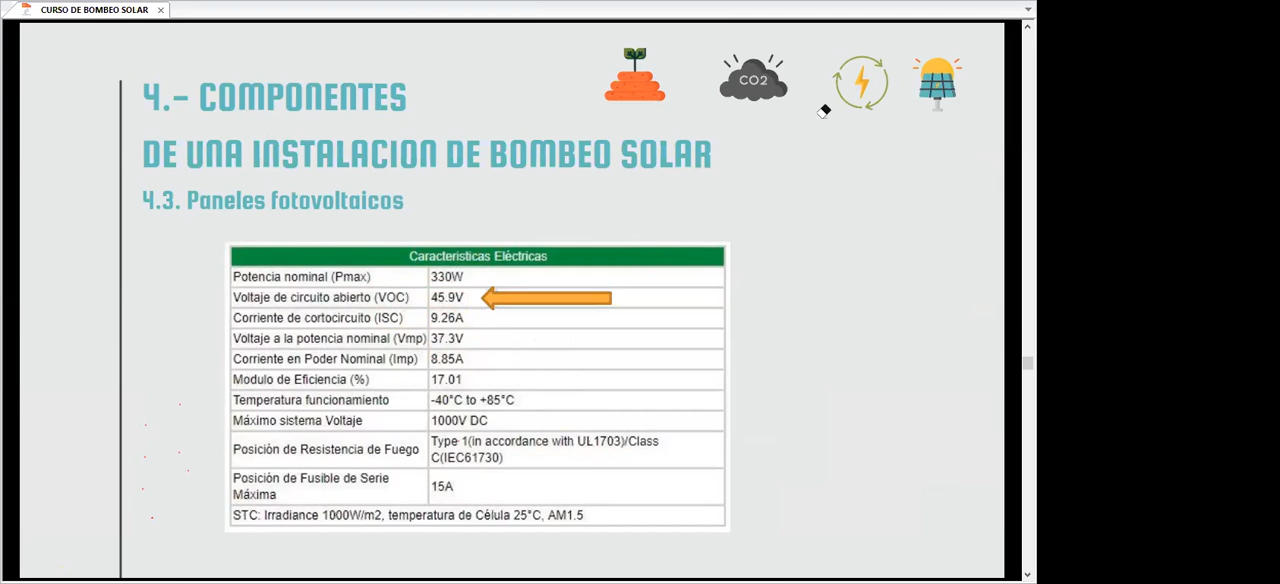 CURSO DE BOMBEO SOLAR
CO2
4.- COMPONENTES
DE UNA INSTALACION DE BOMBEO SOLAR
4.3. Paneles fotovoltaicos
Caracteristicas Eléctricas
Potencia nominal (Pmax) 330W
Voltaje de circuito abierto (VOC) 45.9V
Corriente de cortocircuito (ISC) 9.26A
Voltaje a la potencia nominal (Vmp) 37.3V
Corriente en Poder Nominal (Imp) 8.85A
Modulo de Eficiencia (%) 17.01
Temperatura funcionamiento -40°C to +85°C
Máximo sistema Voltaje 1000V DC
Posición de Resistencia de Fuego Type 1(in accordance with UL1703)/Class
C(IEC61730)
Posición de Fusible de Serie
Máxima 15A
STC: Irradiance 1000W/m2, temperatura de Célula 25°C, AM1.5